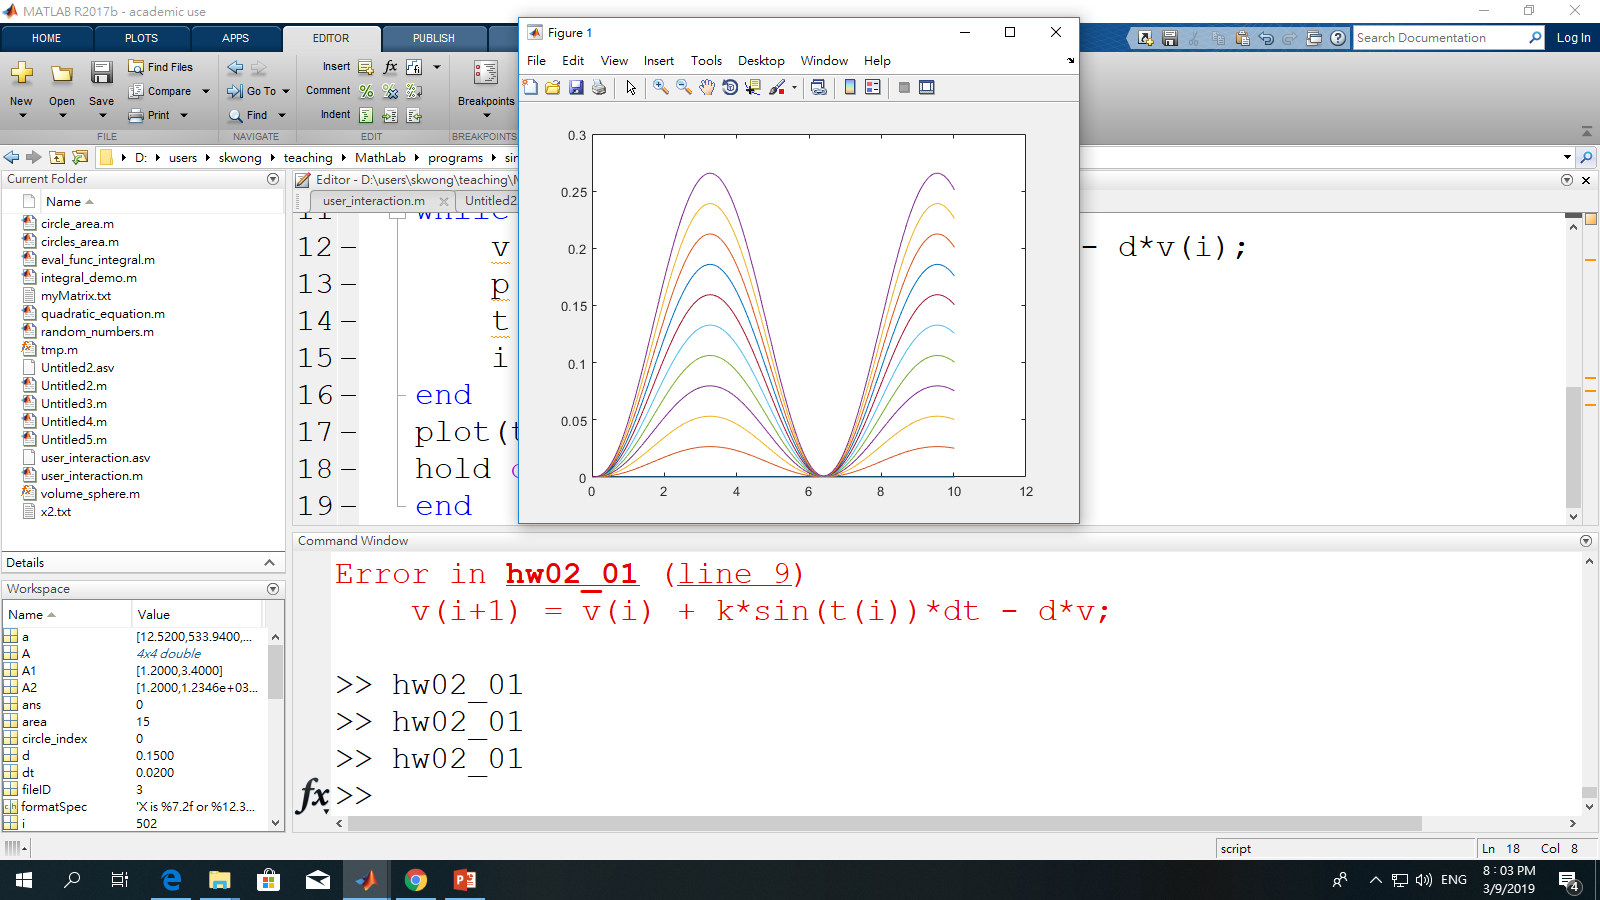 MATLAB R2017b - academic use
HOME PLOTS APPS EDITOR PUBLISH
Search Documentation Log In
New Open Save
Find Files
Compare
Print
Go To
Find
Insert fx
Comment
Indent
Breakpoints
FILE NAVIGATE EDIT BREAKPOINTS
D: users skwong teaching MathLab programs
Current Folder
Name
circle_area.m
circles_area.m
eval_func_integral.m
integral_demo.m
myMatrix.txt
quadratic_equation.m
random_numbers.m
tmp.m
Untitled2.asv
Untitled2.m
Untitled3.m
Untitled4.m
Untitled5.m
user_interaction.asv
user_interaction.m
volume_sphere.m
x2.txt
Details
Workspace
Name Value
a [12.5200,533.9400,...
A 4x4 double
A1 [1.2000,3.4000]
A2 [1.2000,1.2346e+03...
ans 0
area 15
circle_index 0
d 0.1500
dt 0.0200
fileID 3
formatSpec 'X is %7.2f or %12.3...
i 502
Editor - D:\users\skwong\teaching\
user_interaction.m Untitled2
11 while
12 v - d*v(i);
13 p
14 t
15 i
16 end
17 plot(t
18 hold
19 end
Figure 1
File Edit View Insert Tools Desktop Window Help
0.3
0.25
0.2
0.15
0.1
0.05
0
0 2 4 6 8 10 12
Command Window
Error in hw02_01 (line 9)
v(i+1) = v(i) + k*sin(t(i))*dt - d*v;
>> hw02_01
>> hw02_01
>> hw02_01
fx >>
script Ln 18 Col 8
ENG 8:03 PM
3/9/2019
4